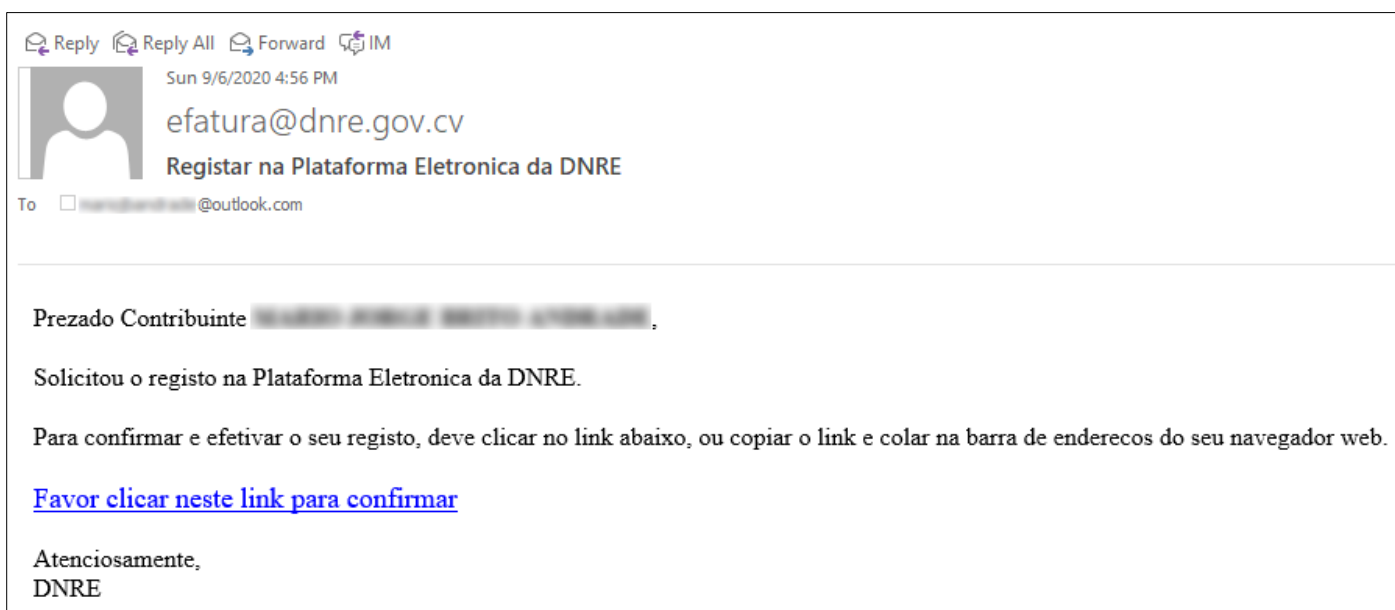 Reply Reply All Forward IM
Sun 9/6/2020 4:56 PM
efatura@dnre.gov.cv
Registar na Plataforma Eletronica da DNRE
To @outlook.com
Prezado Contribuinte ,
Solicitou o registo na Plataforma Eletronica da DNRE.
Para confirmar e efetivar o seu registo, deve clicar no link abaixo, ou copiar o link e colar na barra de enderecos do seu navegador web.
Favor clicar neste link para confirmar
Atenciosamente,
DNRE